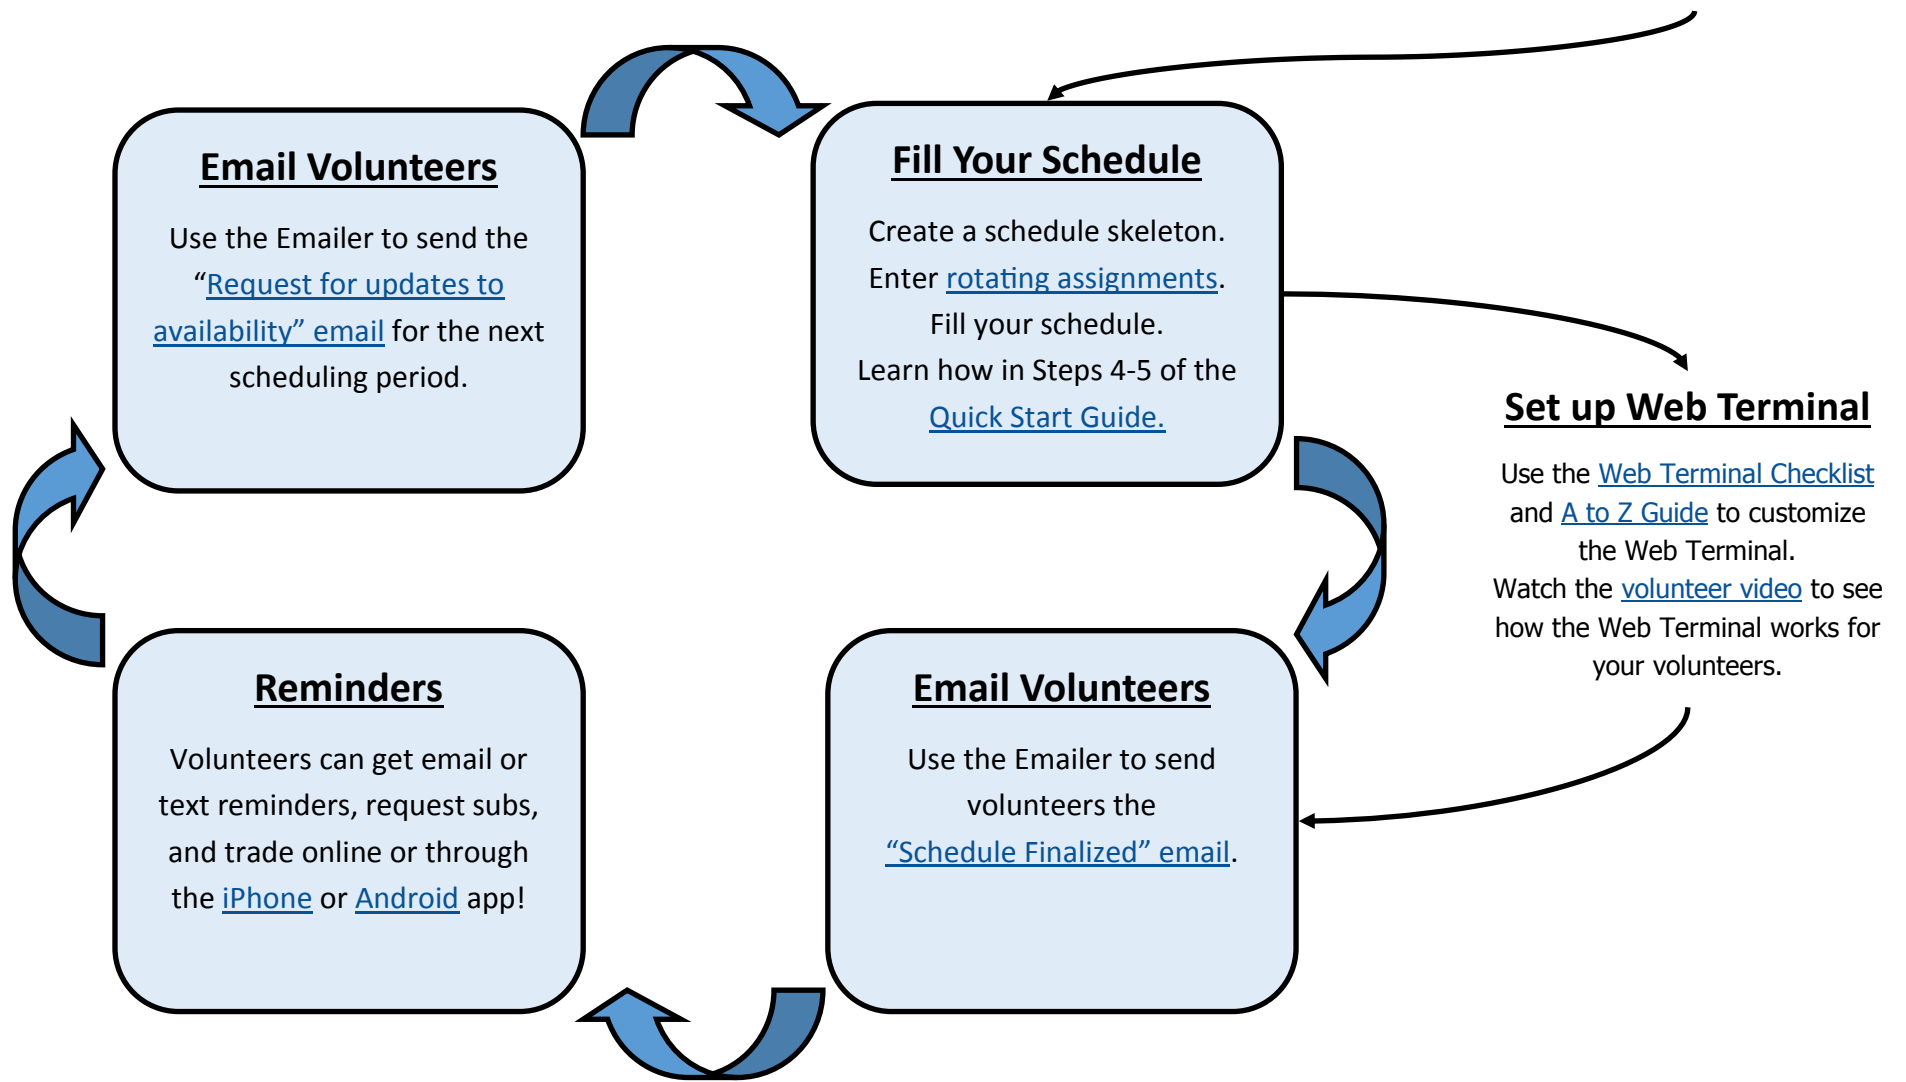 Email Volunteers
Use the Emailer to send the
“Request for updates to
availability” email for the next
scheduling period.
Fill Your Schedule
Create a schedule skeleton.
Enter rotating assignments.
Fill your schedule.
Learn how in Steps 4-5 of the
Quick Start Guide.
Set up Web Terminal
Use the Web Terminal Checklist
and A to Z Guide to customize
the Web Terminal.
Watch the volunteer video to see
how the Web Terminal works for
your volunteers.
Reminders
Volunteers can get email or
text reminders, request subs,
and trade online or through
the iPhone or Android app!
Email Volunteers
Use the Emailer to send
volunteers the
“Schedule Finalized” email.